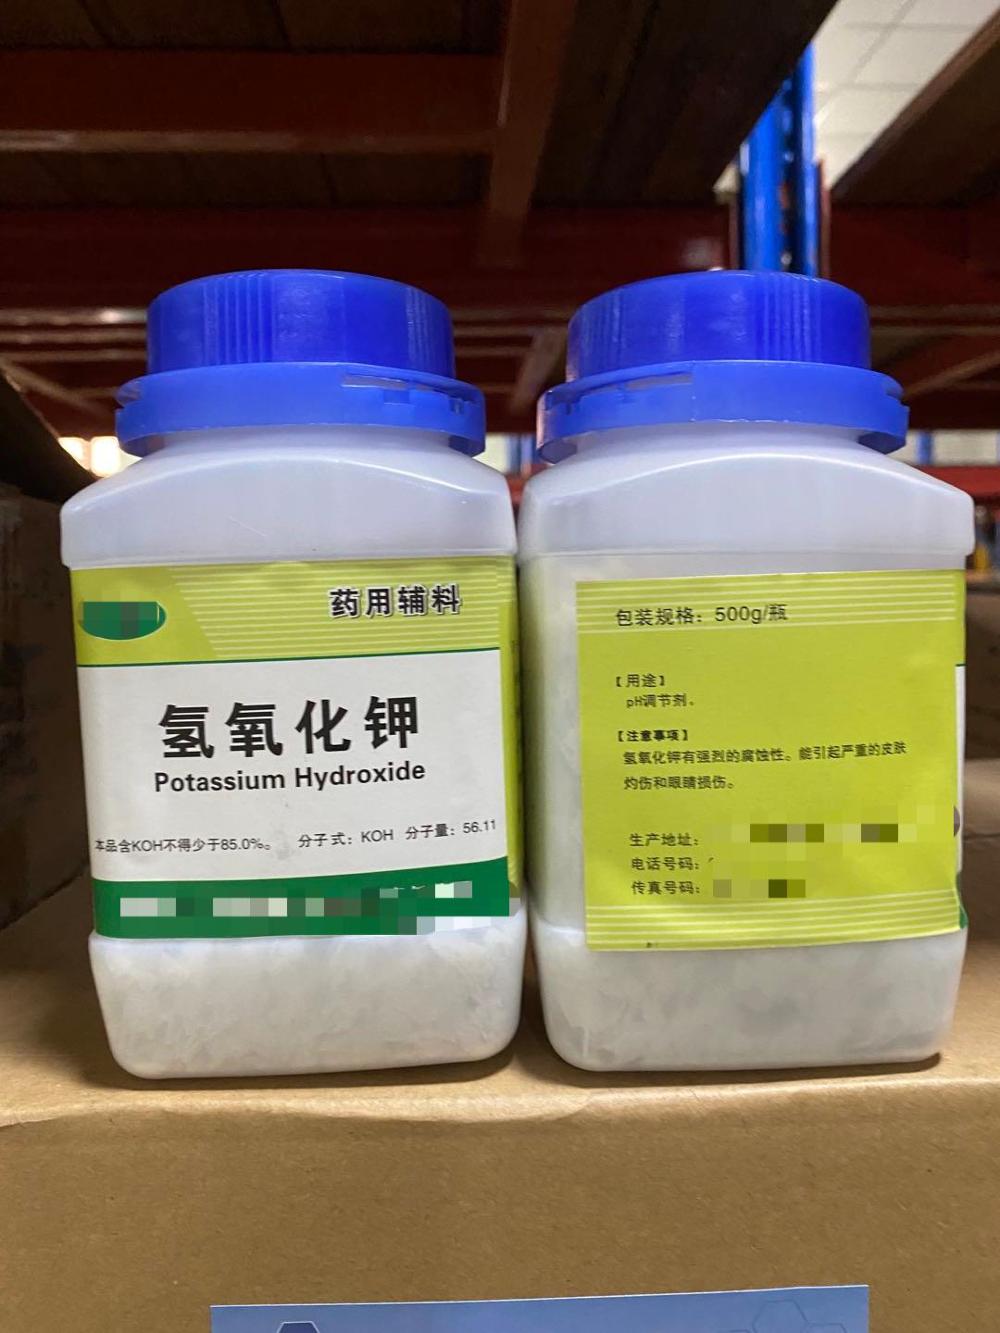 药用辅料
氢氧化钾
Potassium Hydroxide
本品含KOH不得少于85.0%。 分子式：KOH 分子量：56.11
包装规格：500g/瓶
【用途】
pH调节剂。
【注意事项】
氢氧化钾有强烈的腐蚀性。能引起严重的皮肤
灼伤和眼睛损伤。
生产地址：
电话号码：
传真号码：